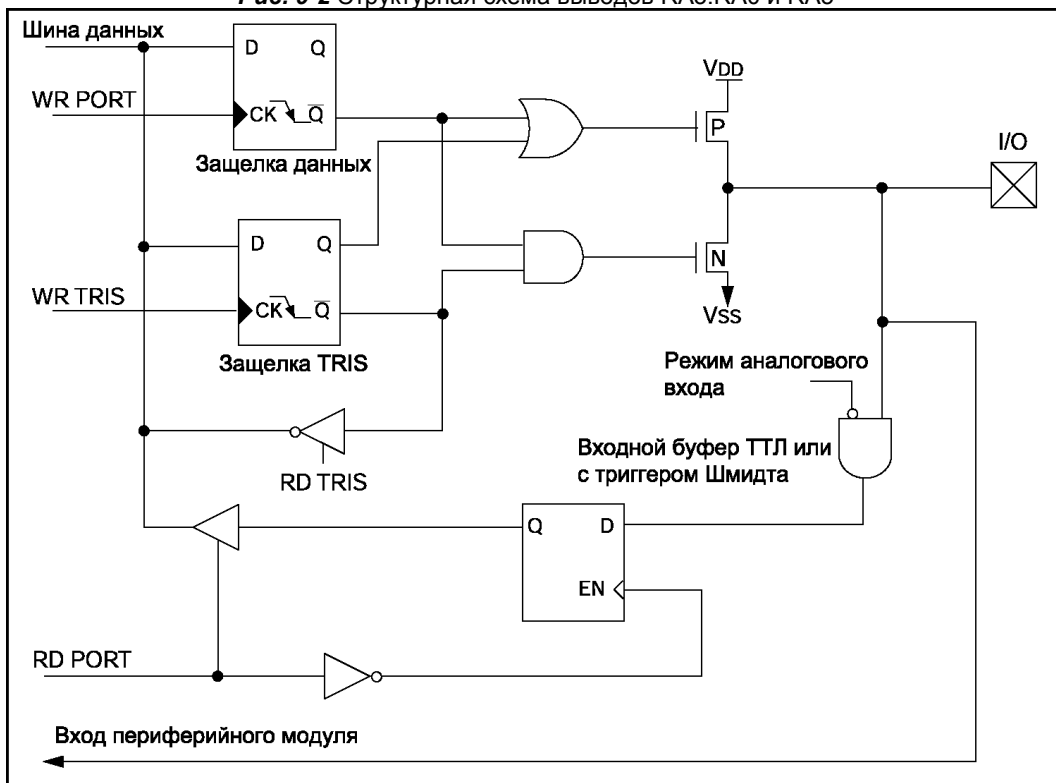 Рис. 9-2 Структурная схема выводов RA3:RA0 и RA5
Шина данных
D Q
VDD
WR PORT
CK Q
P
I/O
Защелка данных
D Q
N
WR TRIS
CK Q
VSS
Защелка TRIS
Режим аналогового
входа
Входной буфер ТТЛ или
с триггером Шмидта
RD TRIS
Q D
EN
RD PORT
Вход периферийного модуля